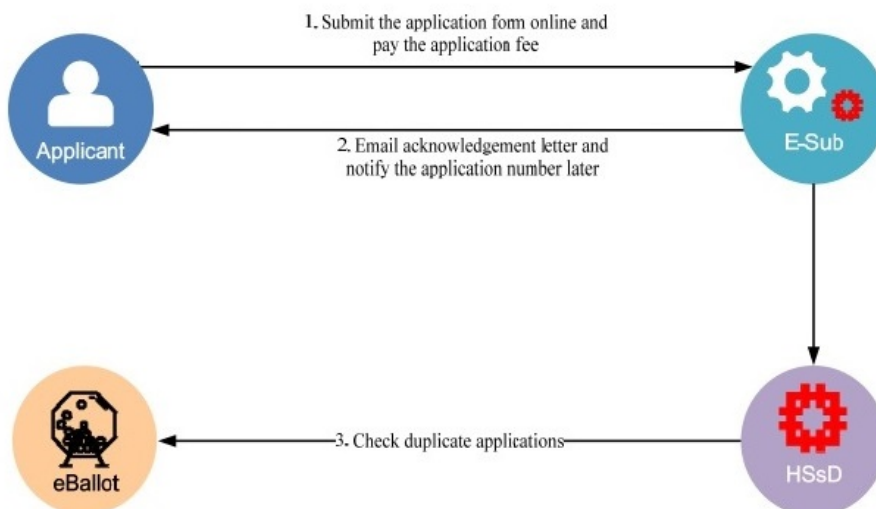 1. Submit the application form online and
pay the application fee
Applicant
E-Sub
2. Email acknowledgement letter and
notify the application number later
eBallot
3. Check duplicate applications
HSsD